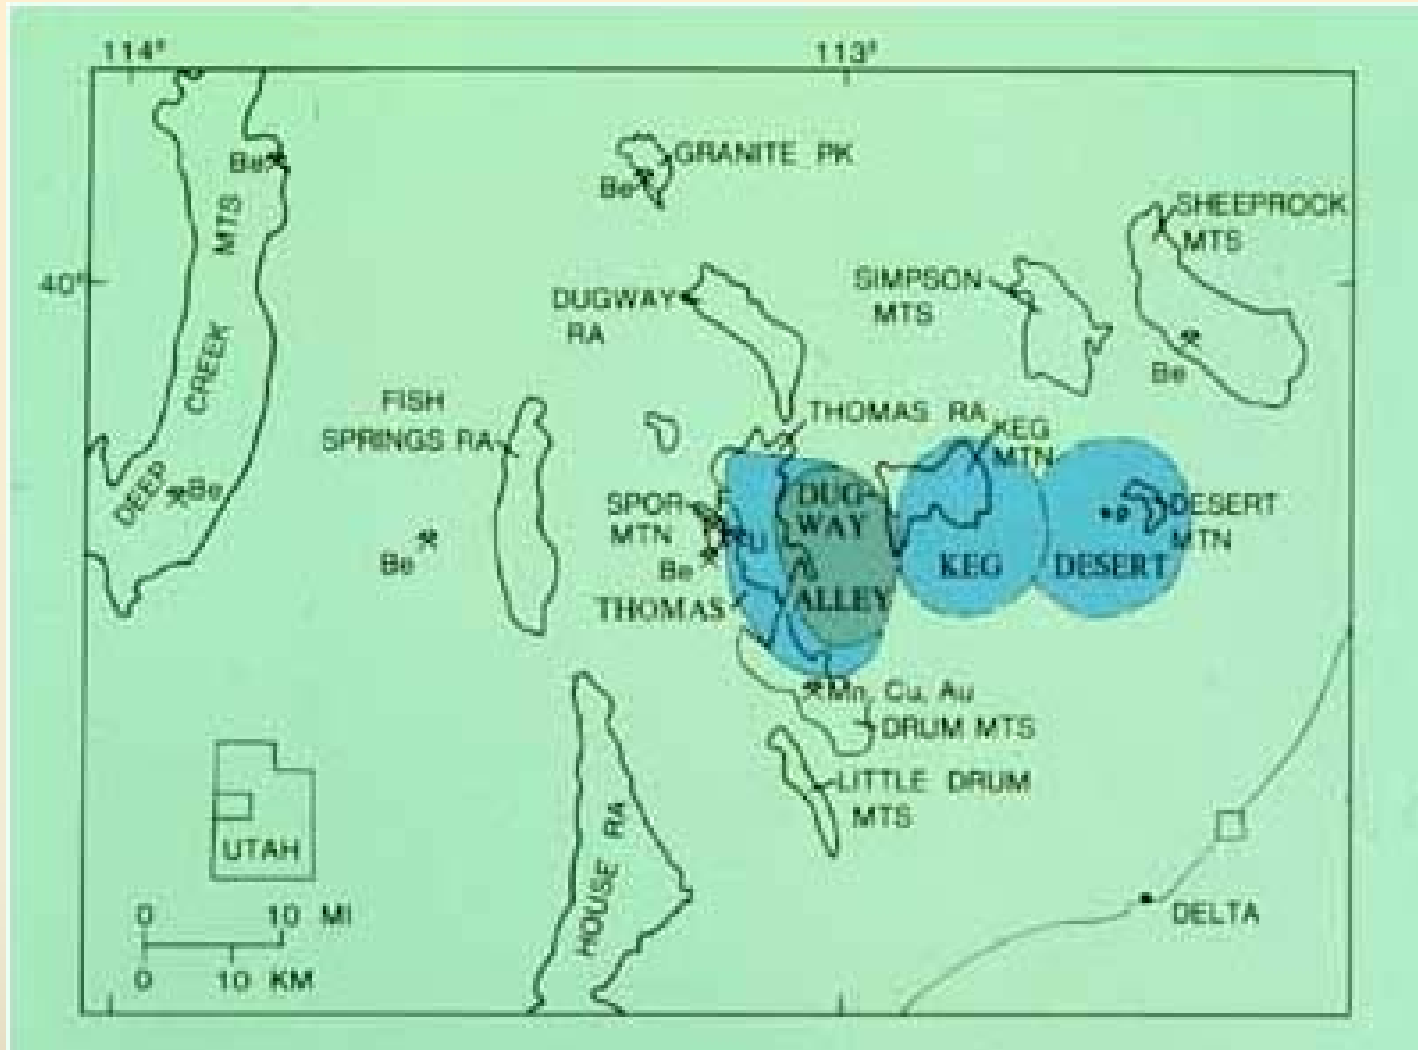 114°
113°
40°
Be
GRANITE PK
Be
SHEEPROCK
MTS
SIMPSON
MTS
Be
DUGWAY
RA
DEEP CREEK MTS
Be
FISH
SPRINGS RA
Be
THOMAS RA
KEG
MTN
SPOR
MTN
F
U
Be
THOMAS
DUG-
WAY
ALLEY
KEG
DESERT
DESERT
MTN
Mn, Cu, Au
DRUM MTS
LITTLE DRUM
MTS
HOUSE RA
UTAH
0 10 MI
0 10 KM
DELTA